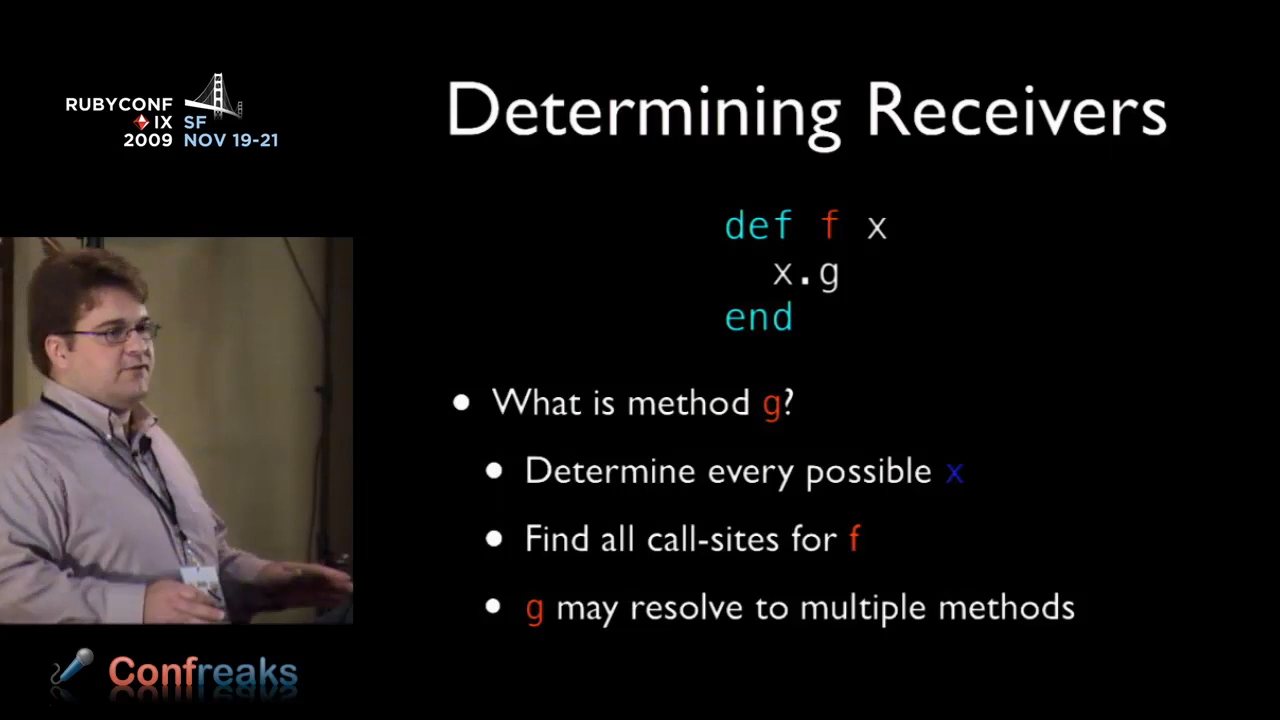 RUBYCONF
IX SF
2009 NOV 19-21
Determining Receivers
def f x
x.g
end
What is method g?
Determine every possible x
Find all call-sites for f
g may resolve to multiple methods
Confreaks